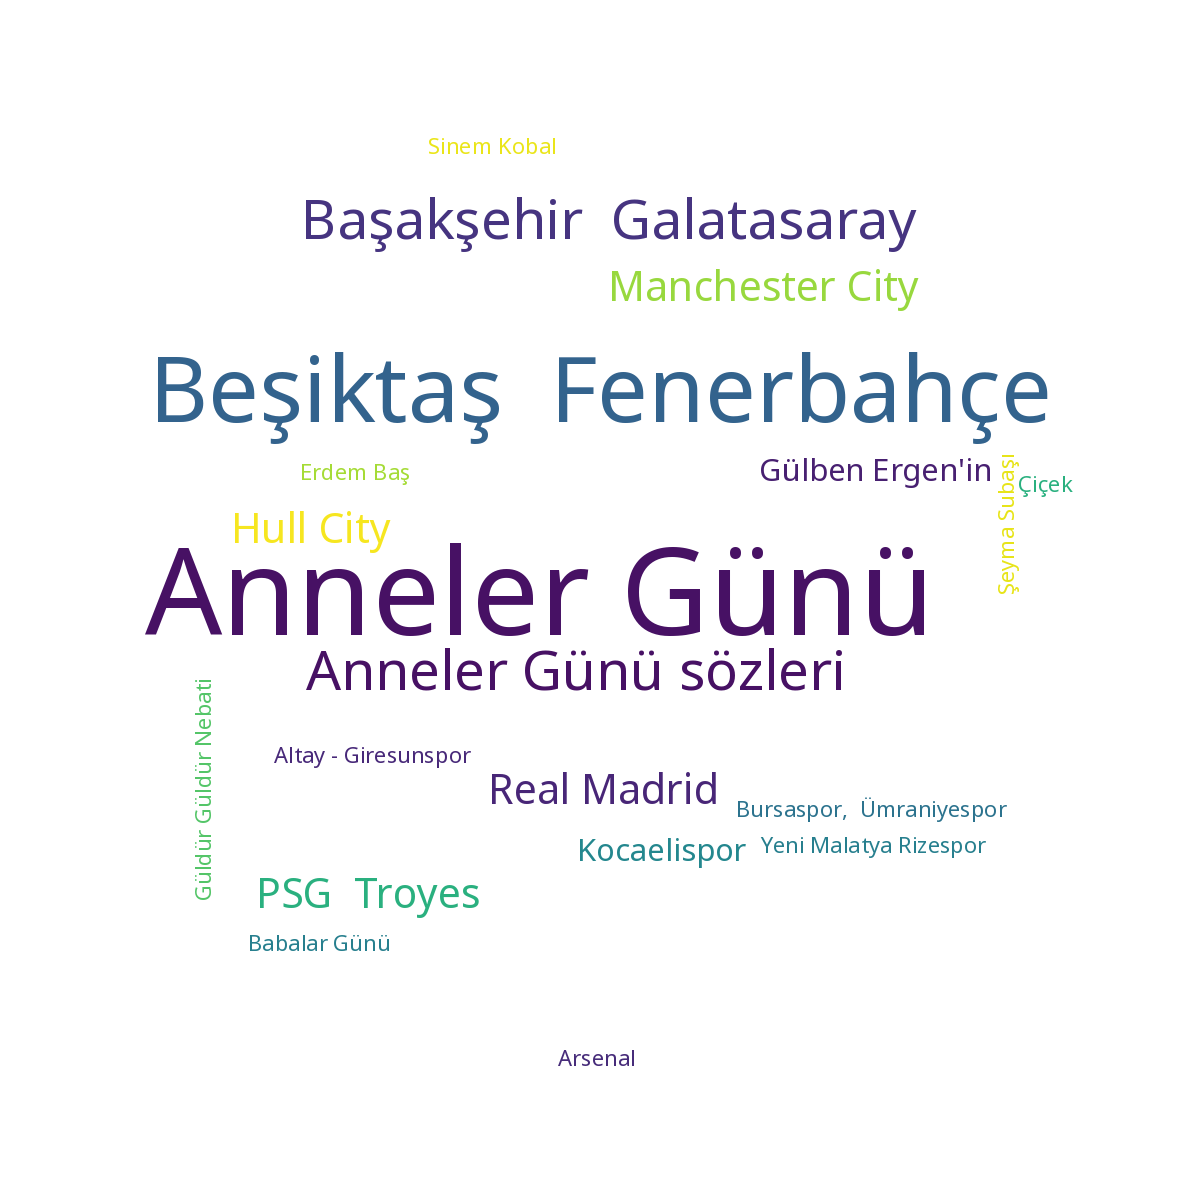 Sinem Kobal
Başakşehir  Galatasaray
Manchester City
Beşiktaş  Fenerbahçe
Erdem Baş
Gülben Ergen'in
Şeyma Subaşı
Çiçek
Hull City
Anneler Günü
Anneler Günü sözleri
Güldür Güldür Nebati
Altay - Giresunspor
Real Madrid
Bursaspor,  Ümraniyespor
Kocaelispor
Yeni Malatya Rizespor
PSG  Troyes
Babalar Günü
Arsenal